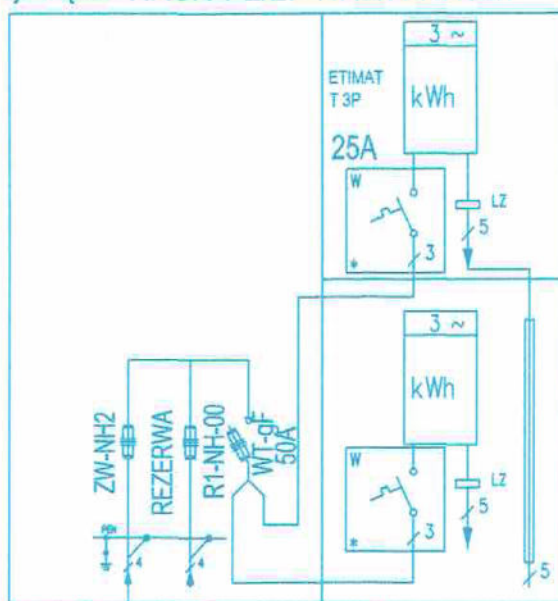 3 ~
ETIMAT
T 3P
kWh
25A
W
LZ
5
3
*
3 ~
kWh
ZW-NH2
REZERWA
R1-NH-00
WT-gF
50A
W
LZ
5
3
*
PEN
4
4
5